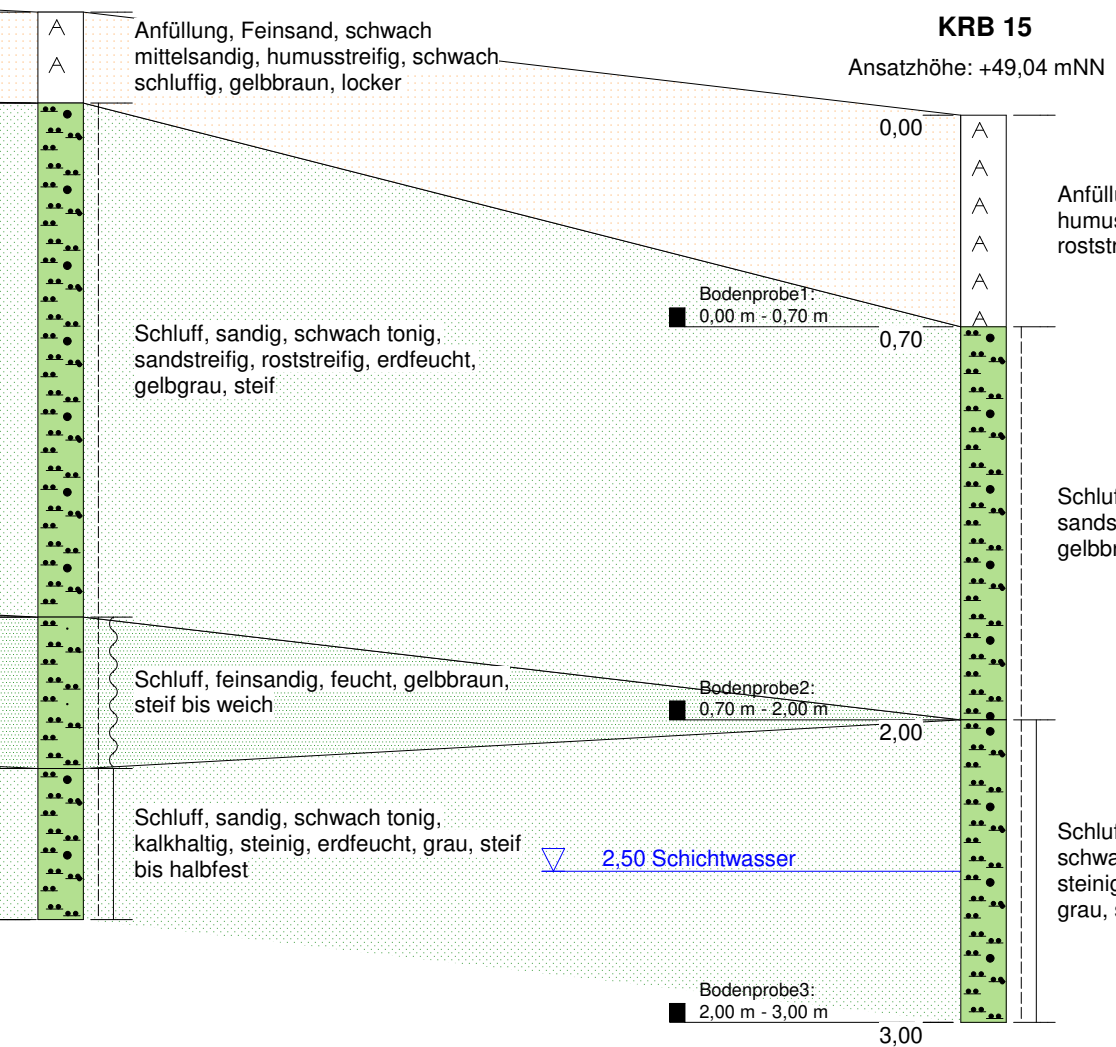 Anfüllung, Feinsand, schwach
mittelsandig, humusstreifig, schwach
schluffig, gelbbraun, locker
KRB 15
Ansatzhöhe: +49,04 mNN
A
A
0,00
A
A
A
A
A
A
Bodenprobe1:
0,00 m - 0,70 m
0,70
Schluff, sandig, schwach tonig,
sandstreifig, roststreifig, erdfeucht,
gelbgrau, steif
Schluff, feinsandig, feucht, gelbbraun,
steif bis weich
Bodenprobe2:
0,70 m - 2,00 m
2,00
Schluff, sandig, schwach tonig,
kalkhaltig, steinig, erdfeucht, grau, steif
bis halbfest
2,50 Schichtwasser
Bodenprobe3:
2,00 m - 3,00 m
3,00
grau,